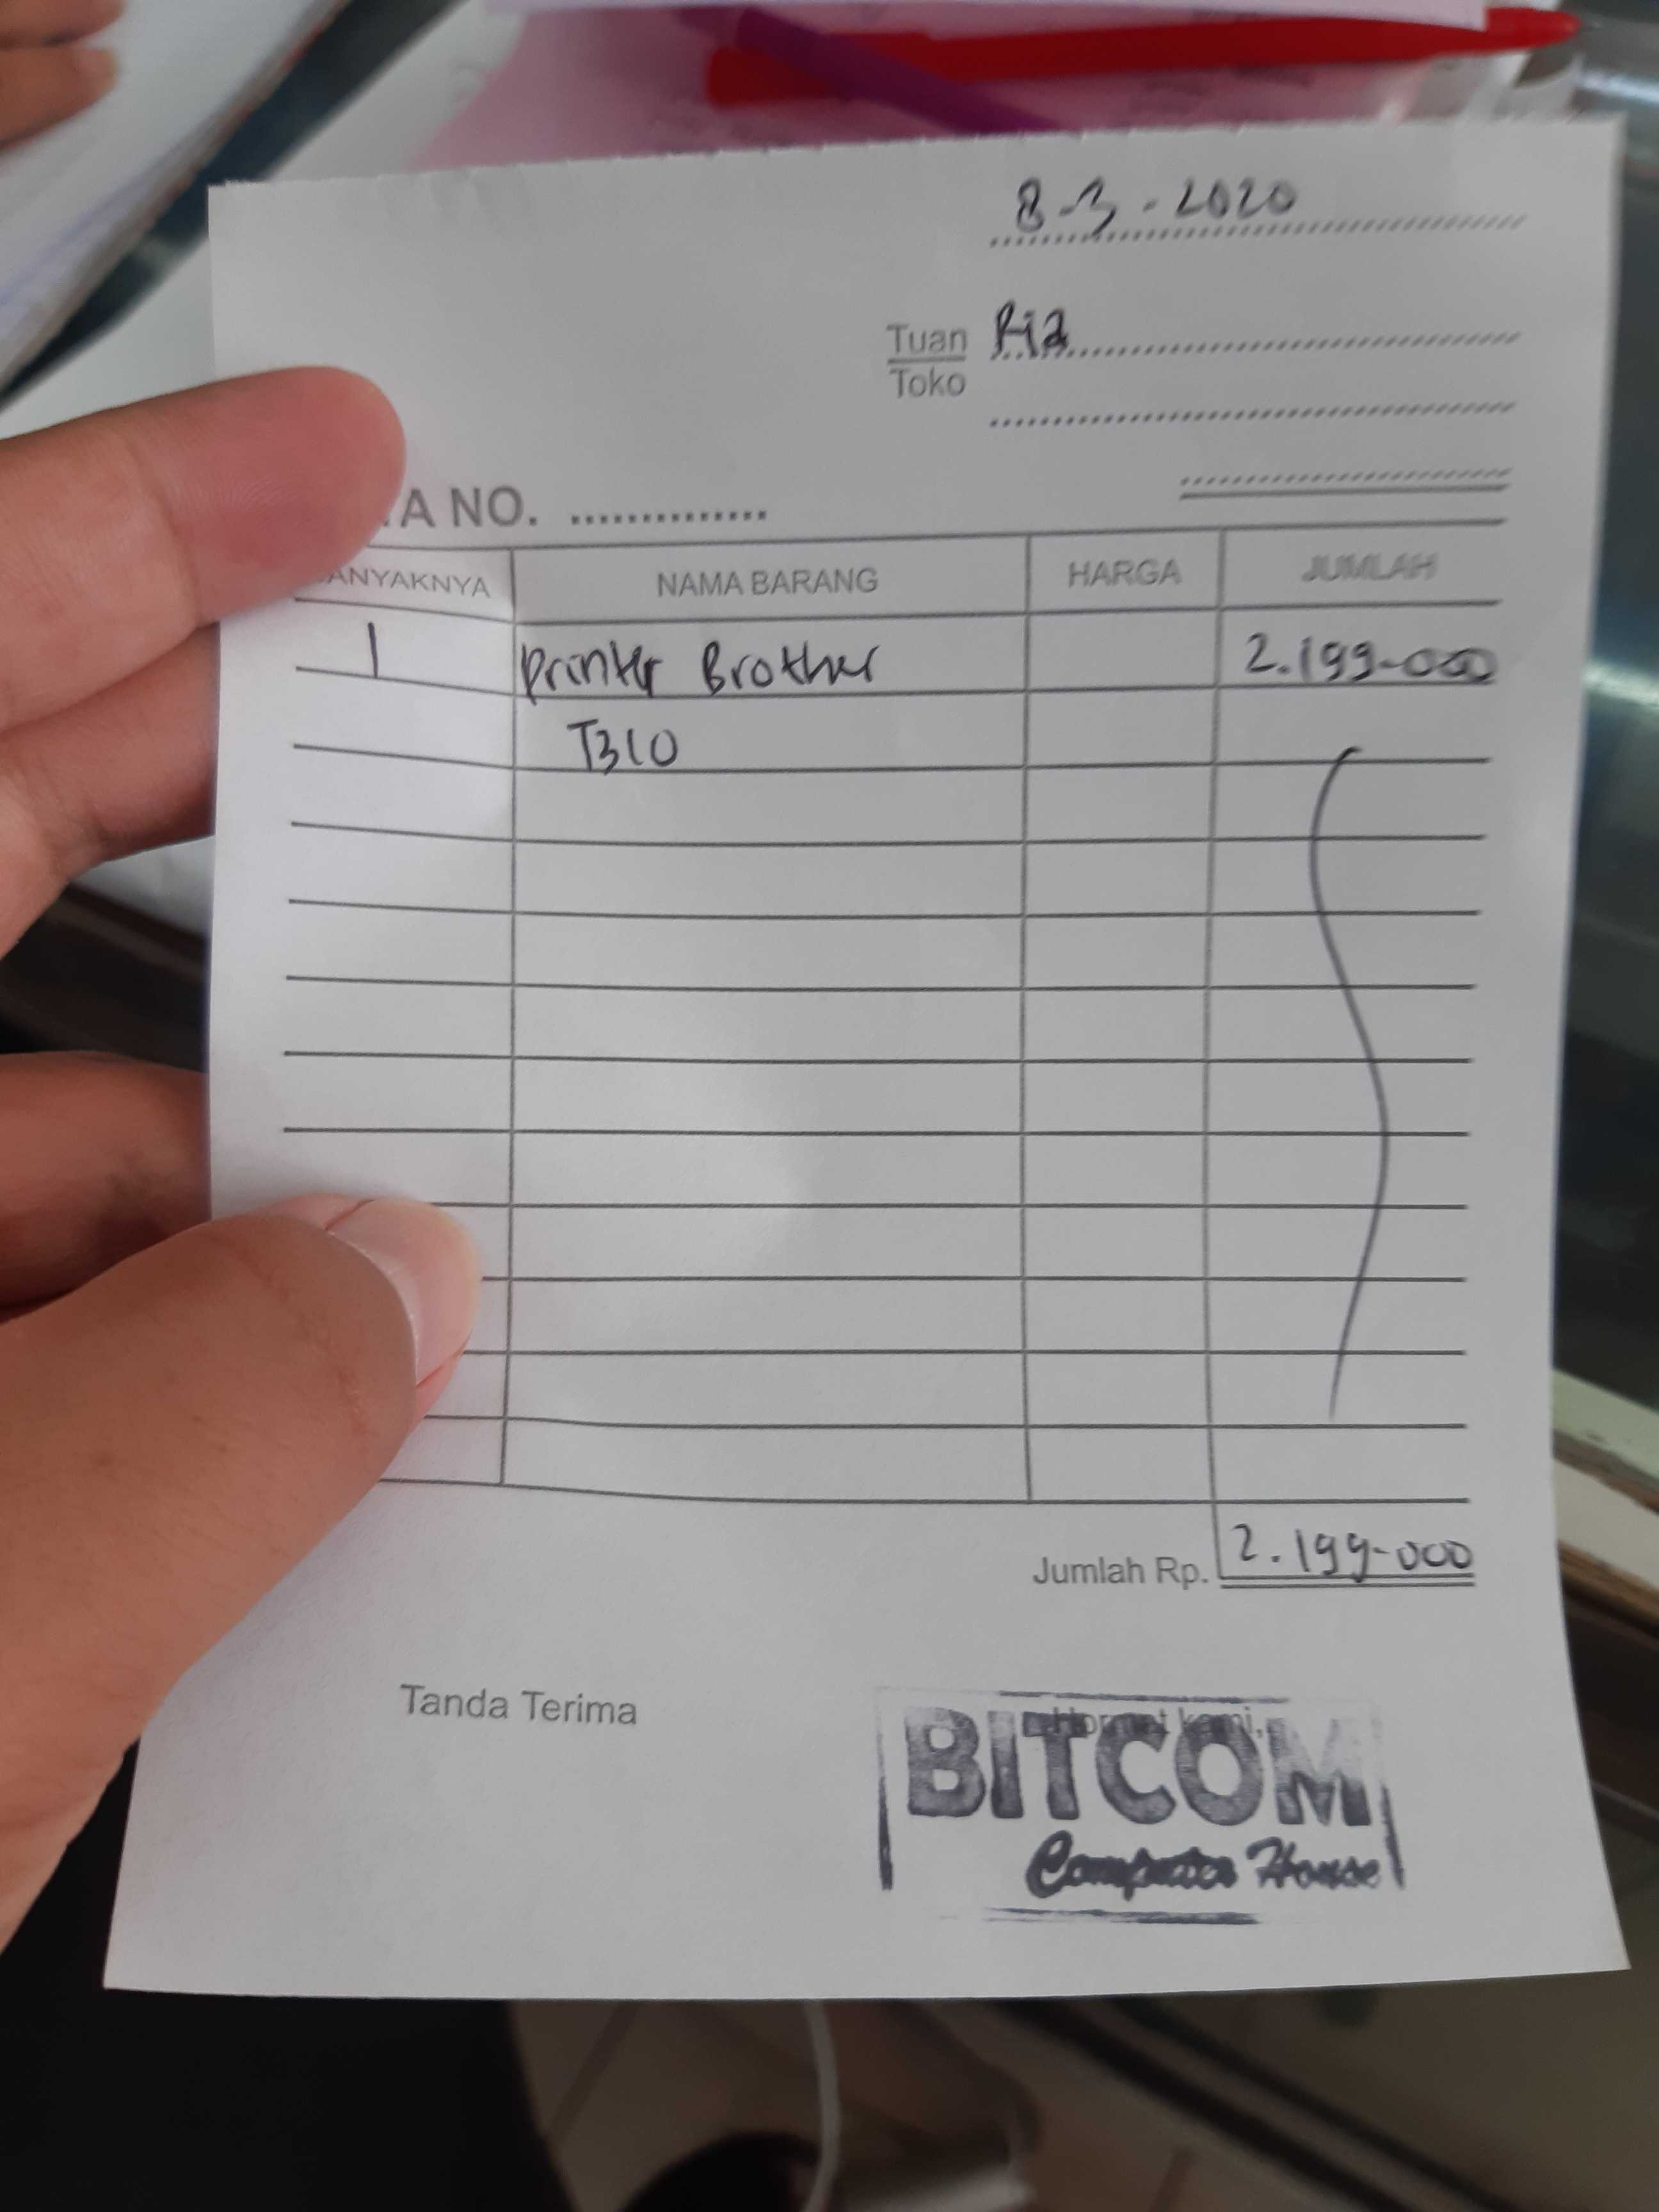 8-3-2020
Tuan Ria
Toko
A NO. ..............
ANYAKNYA NAMA BARANG HARGA JUMLAH
1 Printer Brother 2.199-000
T310
Jumlah Rp. 2.199-000
Tanda Terima
Hormat kami,
BITCOM
Computer House